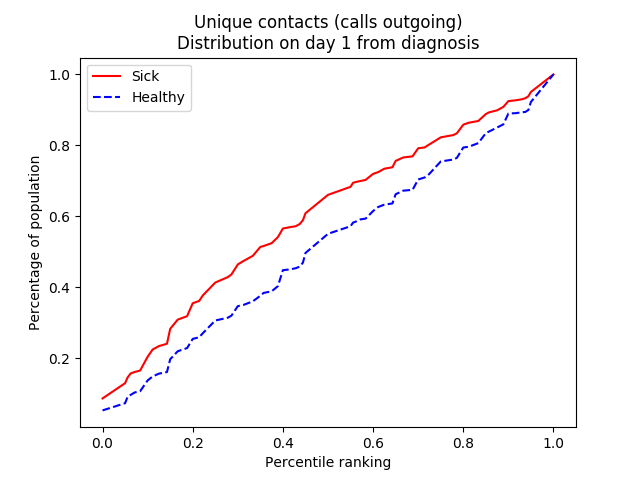 Unique contacts (calls outgoing)
Distribution on day 1 from diagnosis
Sick
Healthy
Percentage of population
1.0
0.8
0.6
0.4
0.2
0.0 0.2 0.4 0.6 0.8 1.0
Percentile ranking